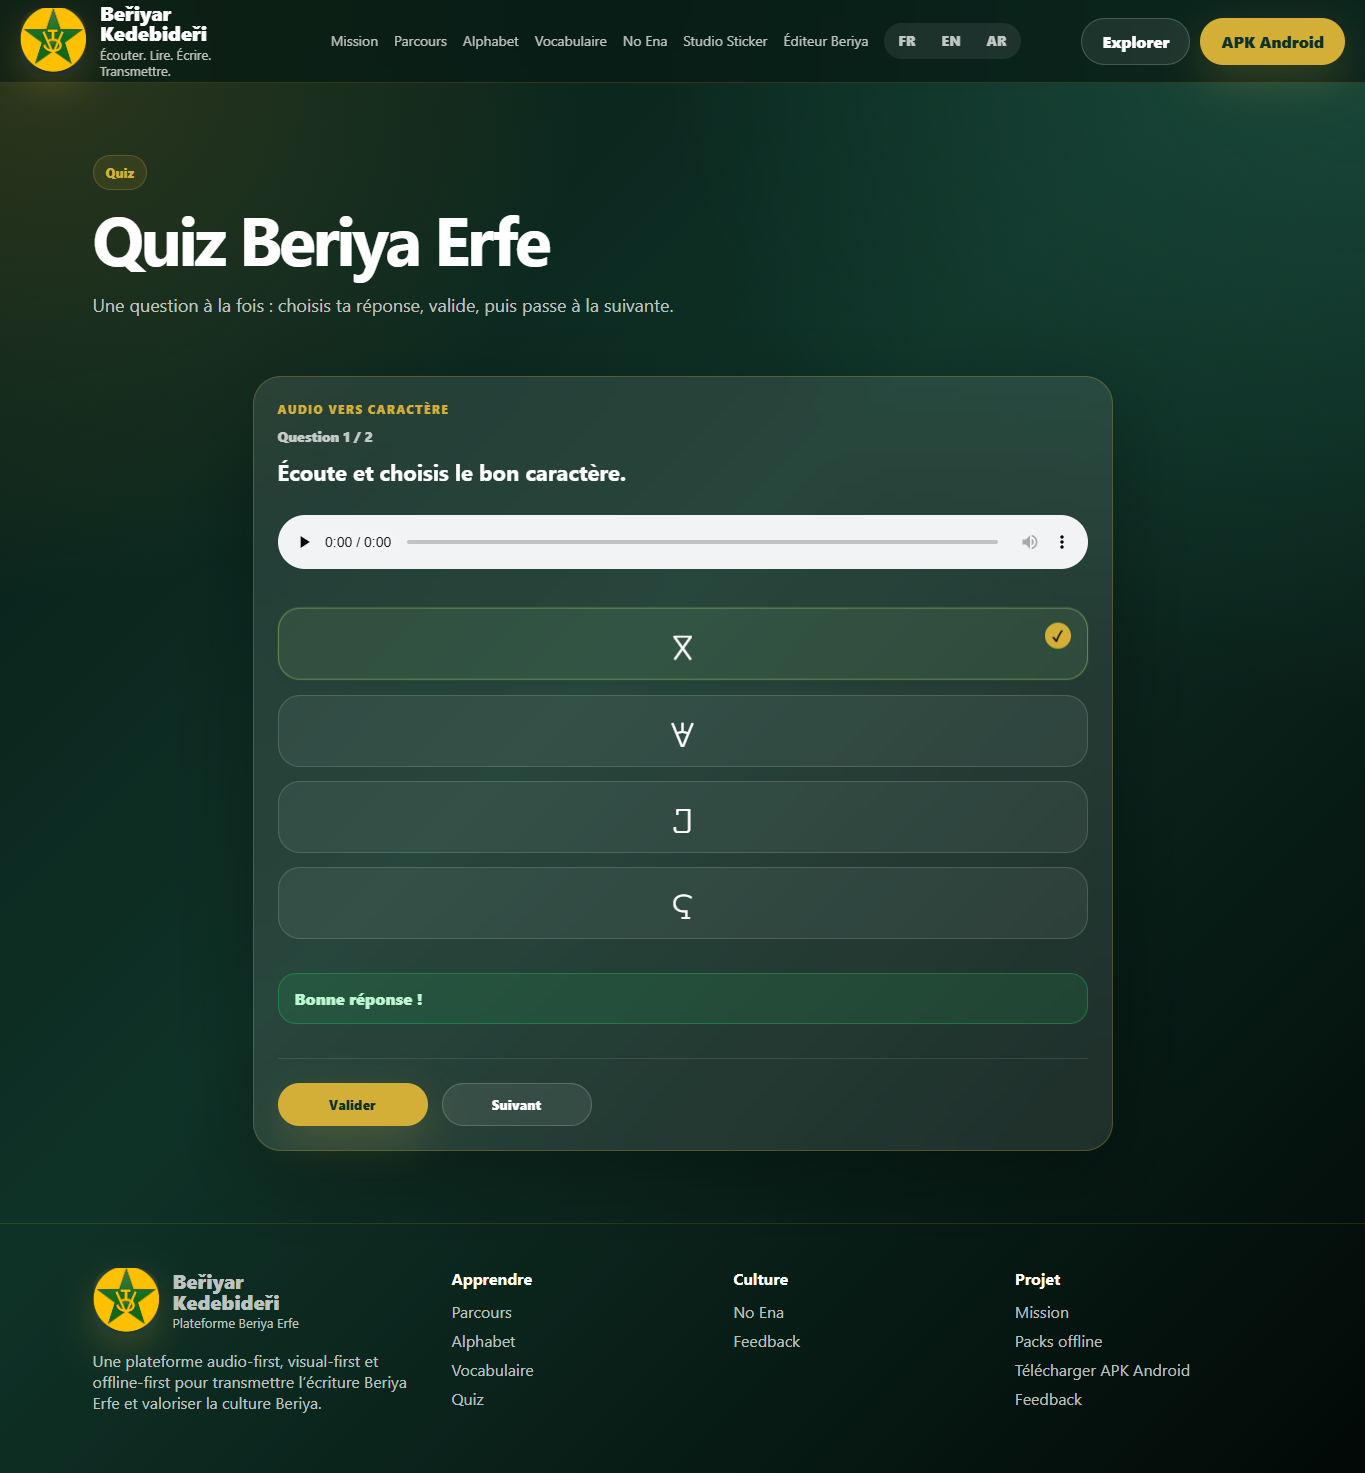 Beřiyar
Kedebideři
Écouter. Lire. Écrire.
Transmettre.
Mission Parcours Alphabet Vocabulaire No Ena Studio Sticker Éditeur Beriya FR EN AR Explorer APK Android
Quiz
Quiz Beriya Erfe
Une question à la fois : choisis ta réponse, valide, puis passe à la suivante.
AUDIO VERS CARACTÈRE
Question 1 / 2
Écoute et choisis le bon caractère.
0:00 / 0:00
Bonne réponse !
Valider Suivant
Beřiyar
Kedebideři
Plateforme Beriya Erfe
Une plateforme audio-first, visual-first et
offline-first pour transmettre l’écriture Beriya
Erfe et valoriser la culture Beriya.
Apprendre
Parcours
Alphabet
Vocabulaire
Quiz
Culture
No Ena
Feedback
Projet
Mission
Packs offline
Télécharger APK Android
Feedback